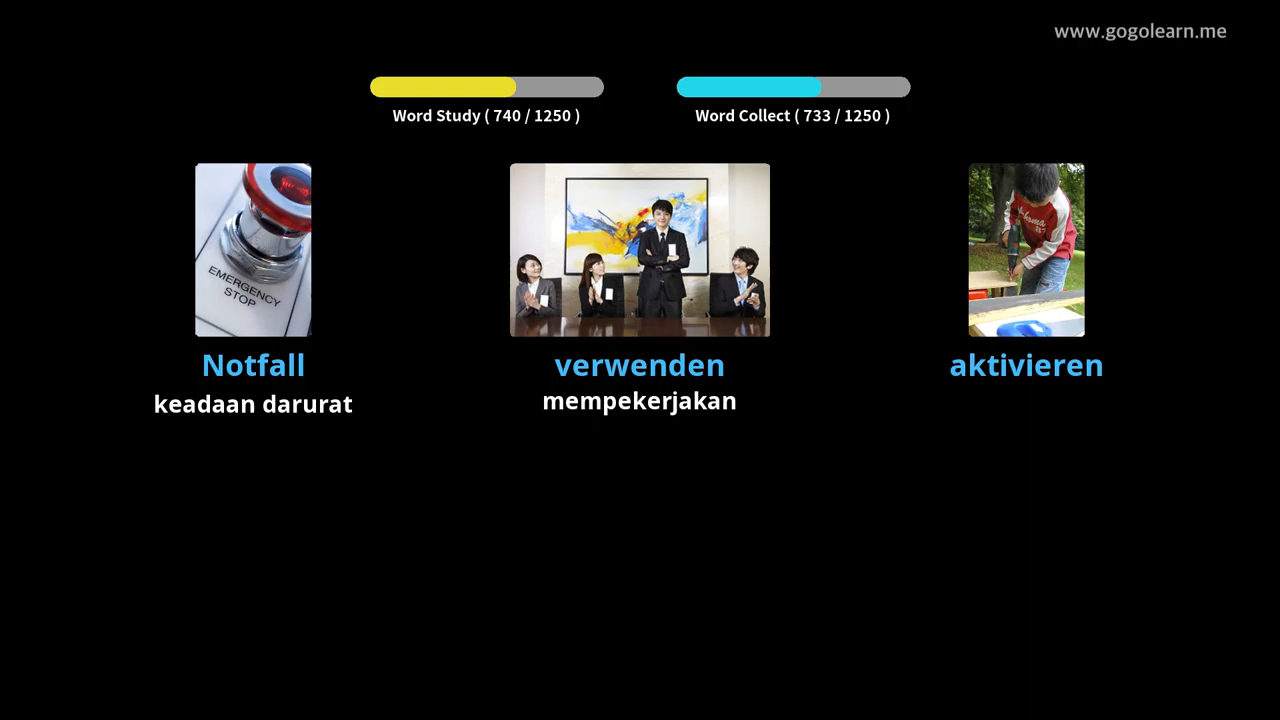 www.gogolearn.me
Word Study ( 740 / 1250 )
Word Collect ( 733 / 1250 )
EMERGENCY
STOP
Notfall
keadaan darurat
verwenden
mempekerjakan
aktivieren